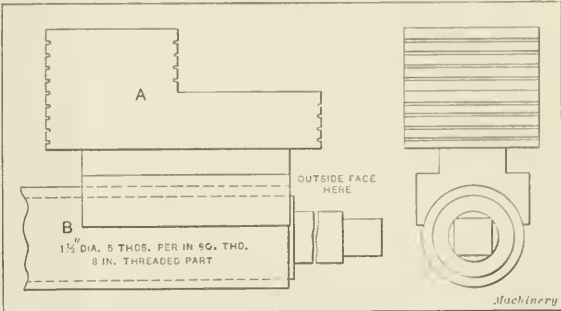 A
OUTSIDE FACE
HERE
B
1½" DIA. 5 THDS. PER IN SQ. THD.
8 IN. THREADED PART
Machinery